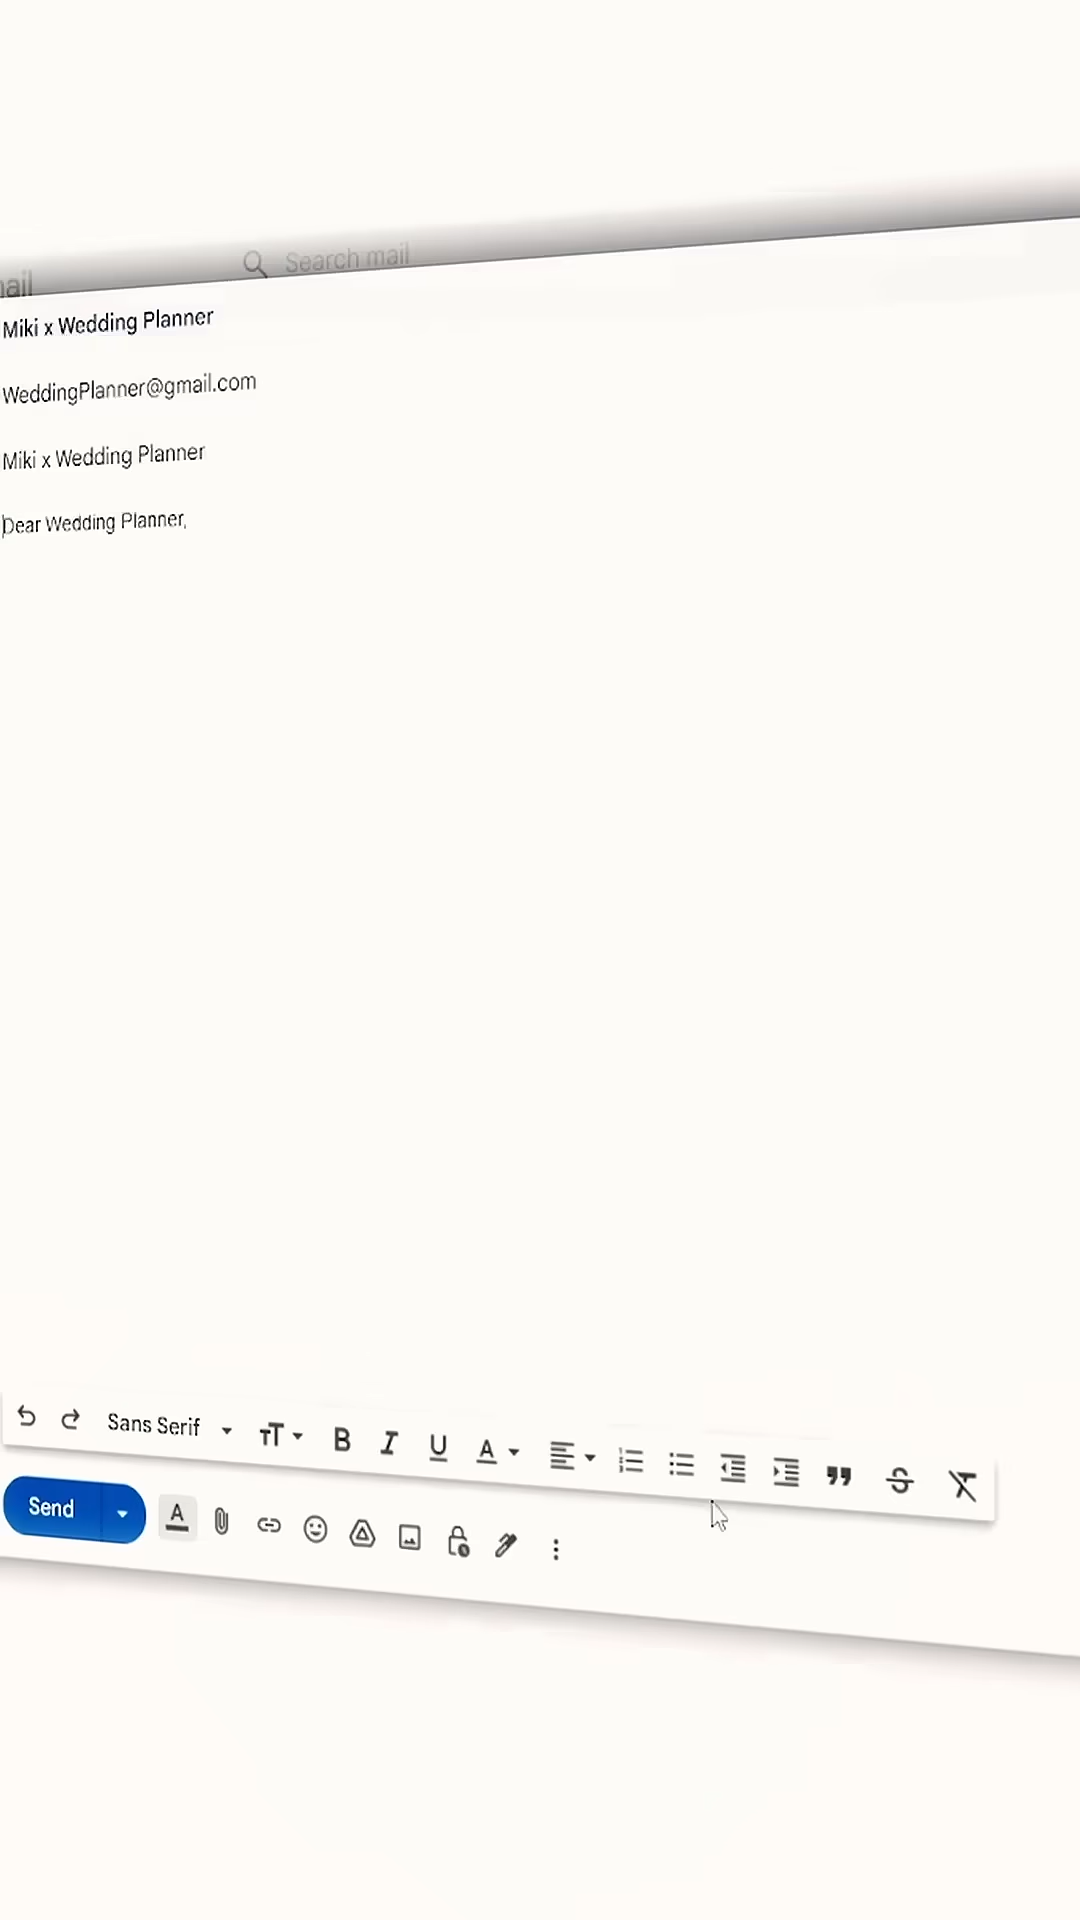 ail
Search mail
Miki x Wedding Planner
WeddingPlanner@gmail.com
Miki x Wedding Planner
Dear Wedding Planner,
Sans Serif
Send